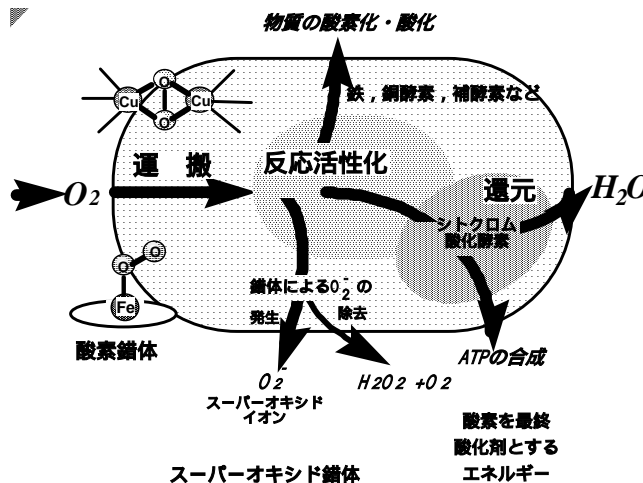 物質の酸素化・酸化
鉄，銅酵素，補酵素など
Cu
O
O
Cu
運 搬
反応活性化
還元
O2
H2O
シトクロム
酸化酵素
O
O
Fe
錯体によるO2- の
発生
除去
酸素錯体
O2-
スーパーオキシド
イオン
H2O2 +O2
ATPの合成
酸素を最終
酸化剤とする
エネルギー
スーパーオキシド錯体